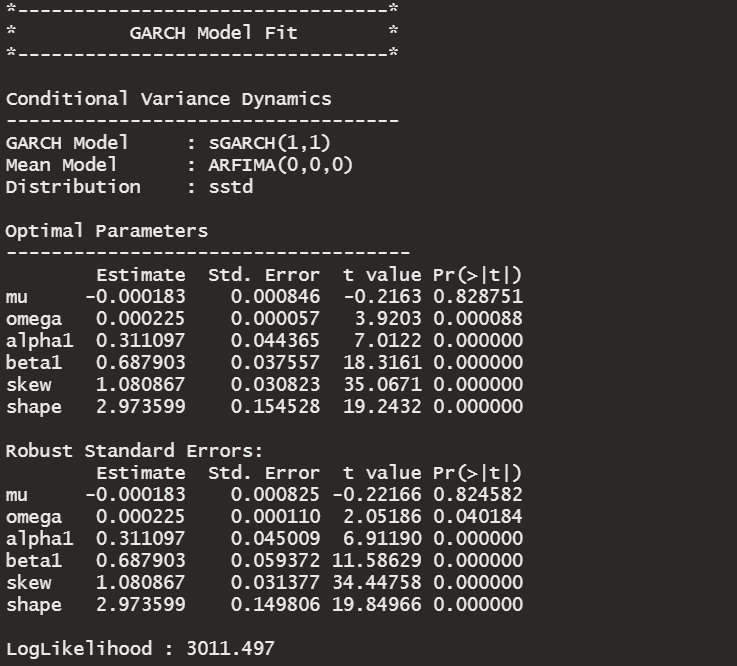 *---------------------------------*
*          GARCH Model Fit        *
*---------------------------------*
Conditional Variance Dynamics
-----------------------------------
GARCH Model     : sGARCH(1,1)
Mean Model      : ARFIMA(0,0,0)
Distribution    : sstd
Optimal Parameters
------------------------------------
        Estimate  Std. Error  t value Pr(>|t|)
mu     -0.000183    0.000846  -0.2163 0.828751
omega   0.000225    0.000057   3.9203 0.000088
alpha1  0.311097    0.044365   7.0122 0.000000
beta1   0.687903    0.037557  18.3161 0.000000
skew    1.080867    0.030823  35.0671 0.000000
shape   2.973599    0.154528  19.2432 0.000000
Robust Standard Errors:
        Estimate  Std. Error  t value Pr(>|t|)
mu     -0.000183    0.000825 -0.22166 0.824582
omega   0.000225    0.000110  2.05186 0.040184
alpha1  0.311097    0.045009  6.91190 0.000000
beta1   0.687903    0.059372 11.58629 0.000000
skew    1.080867    0.031377 34.44758 0.000000
shape   2.973599    0.149806 19.84966 0.000000
LogLikelihood : 3011.497